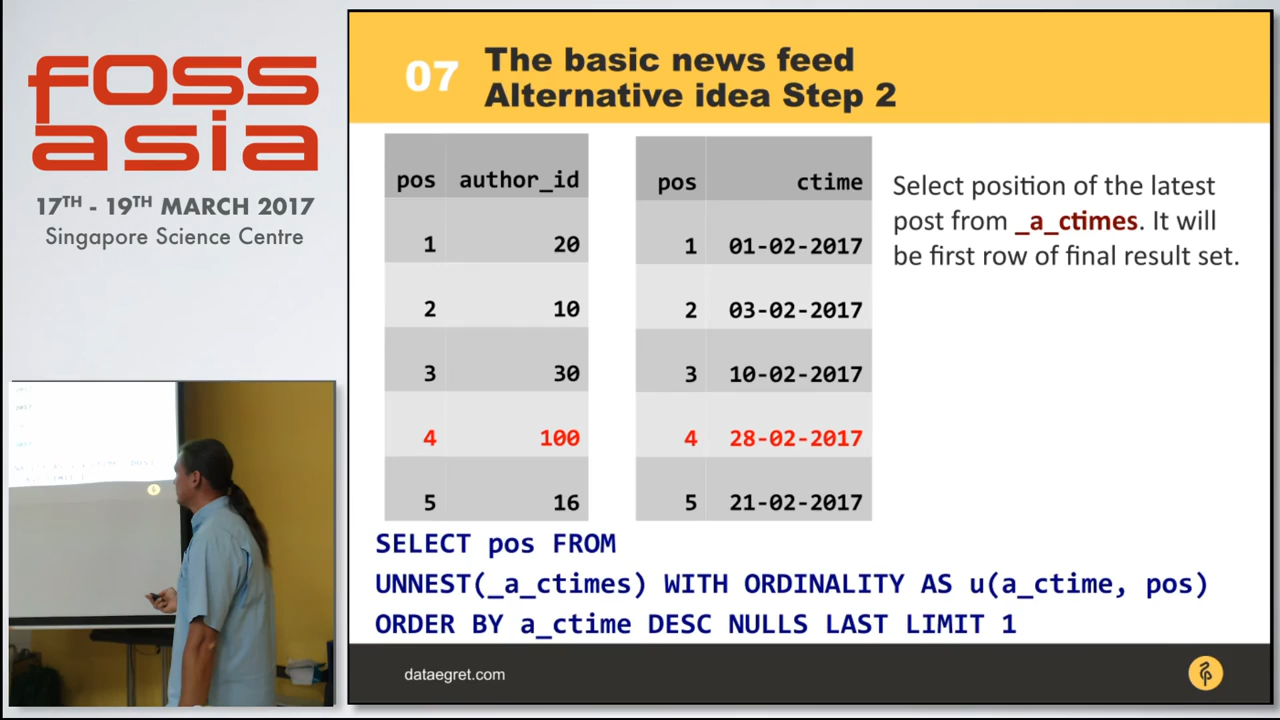 foss
asia
17TH - 19TH MARCH 2017
Singapore Science Centre
07
The basic news feed
Alternative idea Step 2
pos author_id
1 20
2 10
3 30
4 100
5 16
pos ctime
1 01-02-2017
2 03-02-2017
3 10-02-2017
4 28-02-2017
5 21-02-2017
Select position of the latest
post from _a_ctimes. It will
be first row of final result set.
SELECT pos FROM
UNNEST(_a_ctimes) WITH ORDINALITY AS u(a_ctime, pos)
ORDER BY a_ctime DESC NULLS LAST LIMIT 1
dataegret.com